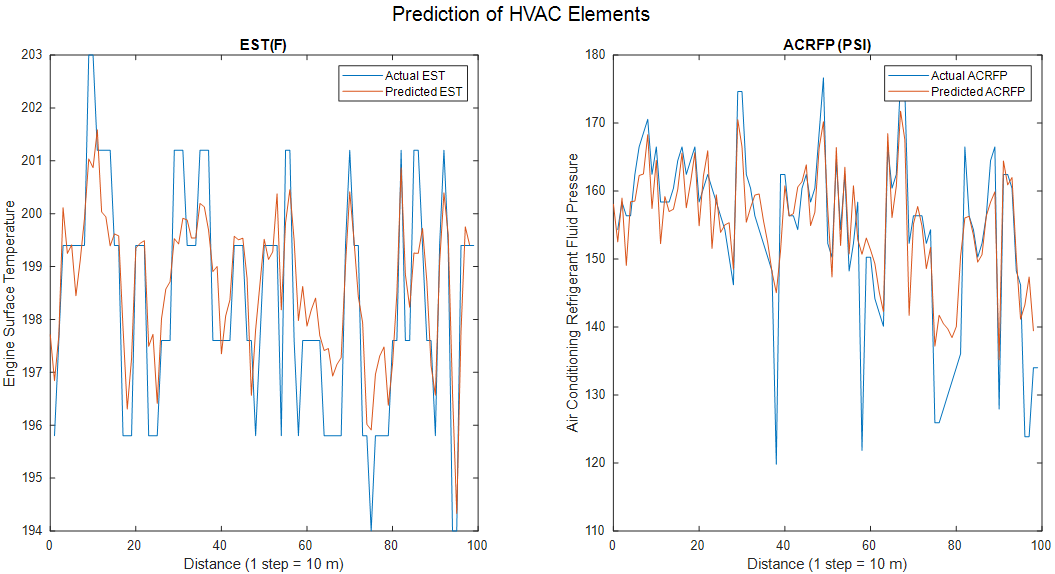 Prediction of HVAC Elements
EST(F)
Actual EST
Predicted EST
Engine Surface Temperature
203
202
201
200
199
198
197
196
195
194
0
20
40
60
80
100
Distance (1 step = 10 m)
ACRFP (PSI)
Actual ACRFP
Predicted ACRFP
Air Conditioning Refrigerant Fluid Pressure
180
170
160
150
140
130
120
110
0
20
40
60
80
100
Distance (1 step = 10 m)